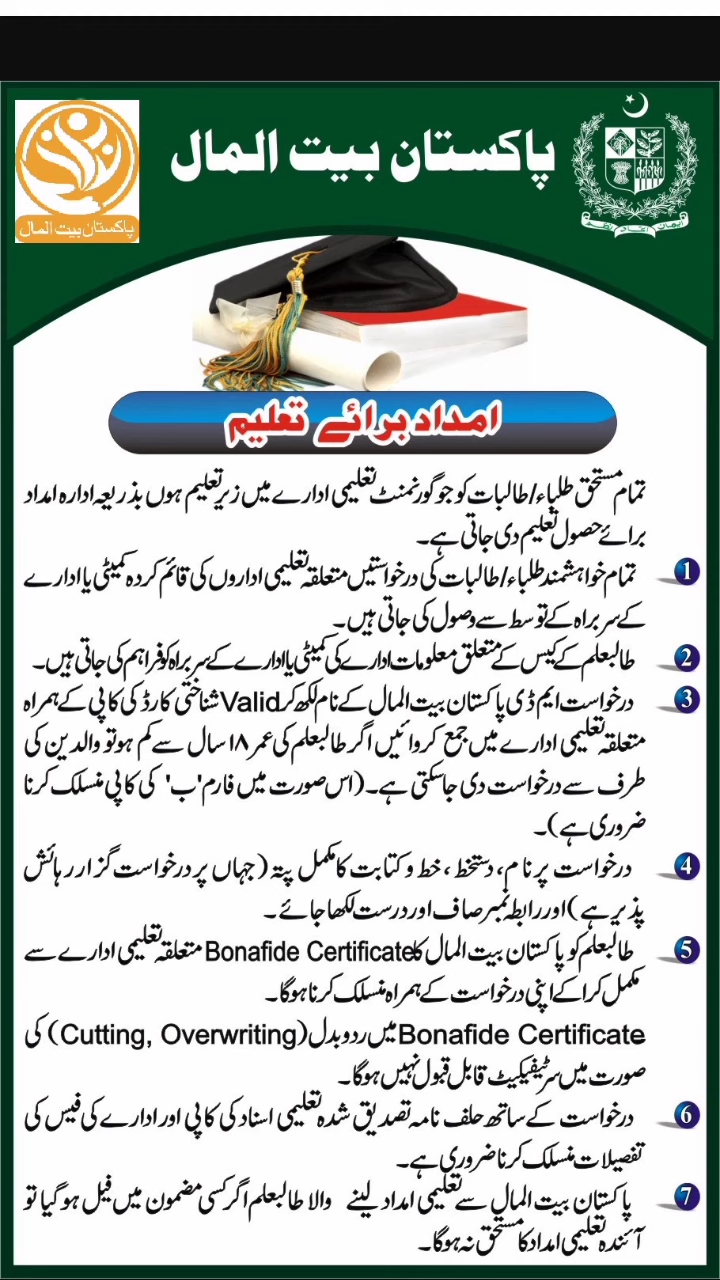 پاکستان بیت المال
پاکستان بیت المال
ایمان اتحاد نظم
امداد برائے تعلیم
تمام مستحق طلباء/طالبات کو جو گورنمنٹ تعلیمی ادارے میں زیرِ تعلیم ہوں بذریعہ ادارہ امداد
برائے حصول تعلیم دی جاتی ہے۔
1 تمام خواہشمند طلباء/طالبات کی درخواستیں متعلقہ تعلیمی اداروں کی قائم کردہ کمیٹی یا ادارے
کے سربراہ کے توسط سے وصول کی جاتی ہیں۔
2 طالبعلم کے کیس کے متعلق معلومات ادارے کی کمیٹی یا ادارے کے سربراہ کو فراہم کی جاتی ہیں۔
3 درخواست ایم ڈی پاکستان بیت المال کے نام لکھ کر Valid شناختی کارڈ کی کاپی کے ہمراہ
متعلقہ تعلیمی ادارے میں جمع کروائیں اگر طالبعلم کی عمر ۱۸ سال سے کم ہو تو والدین کی
طرف سے درخواست دی جاسکتی ہے۔ (اس صورت میں فارم 'ب' کی کاپی منسلک کرنا
ضروری ہے)۔
4 درخواست پر نام، دستخط، خط و کتابت کا مکمل پتہ (جہاں پر درخواست گزار رہائش
پذیر ہے) اور رابطہ نمبر صاف اور درست لکھا جائے۔
5 طالبعلم کو پاکستان بیت المال کا Bonafide Certificate متعلقہ تعلیمی ادارے سے
مکمل کرا کے اپنی درخواست کے ہمراہ منسلک کرنا ہوگا۔
Bonafide Certificate میں ردوبدل (Cutting, Overwriting) کی
صورت میں سرٹیفیکیٹ قابل قبول نہیں ہوگا۔
6 درخواست کے ساتھ حلف نامہ تصدیق شدہ تعلیمی اسناد کی کاپی اور ادارے کی فیس کی
تفصیلات منسلک کرنا ضروری ہے۔
7 پاکستان بیت المال سے تعلیمی امداد لینے والا طالبعلم اگر کسی مضمون میں فیل ہوگیا تو
آئندہ تعلیمی امداد کا مستحق نہ ہوگا۔